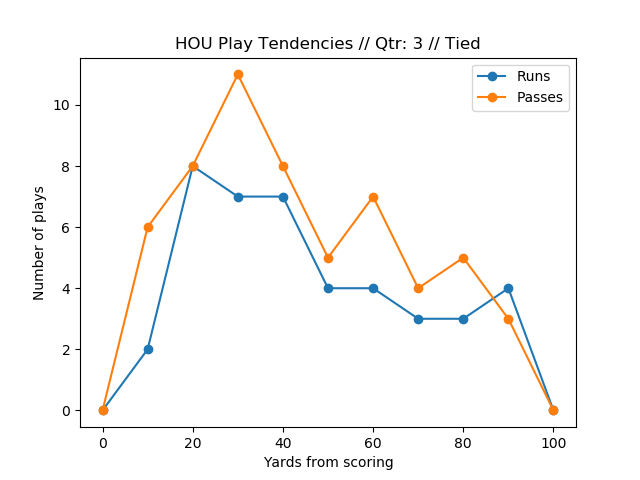 HOU Play Tendencies // Qtr: 3 // Tied
Runs
Passes
Number of plays
10
8
6
4
2
0
0 20 40 60 80 100
Yards from scoring